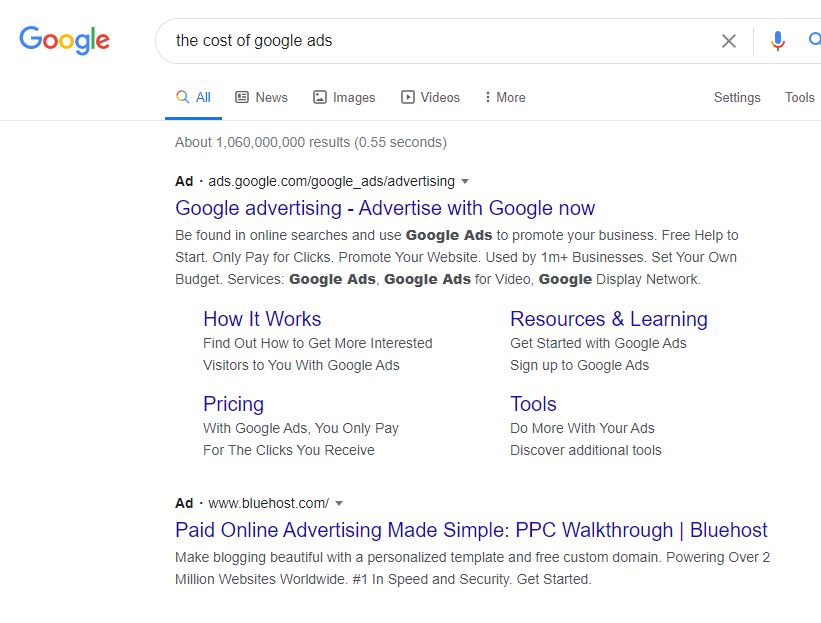 Google
the cost of google ads
All News Images Videos More Settings Tools
About 1,060,000,000 results (0.55 seconds)
Ad · ads.google.com/google_ads/advertising
Google advertising - Advertise with Google now
Be found in online searches and use Google Ads to promote your business. Free Help to
Start. Only Pay for Clicks. Promote Your Website. Used by 1m+ Businesses. Set Your Own
Budget. Services: Google Ads, Google Ads for Video, Google Display Network.
How It Works
Find Out How to Get More Interested
Visitors to You With Google Ads
Resources & Learning
Get Started with Google Ads
Sign up to Google Ads
Pricing
With Google Ads, You Only Pay
For The Clicks You Receive
Tools
Do More With Your Ads
Discover additional tools
Ad · www.bluehost.com/
Paid Online Advertising Made Simple: PPC Walkthrough | Bluehost
Make blogging beautiful with a personalized template and free custom domain. Powering Over 2
Million Websites Worldwide. #1 In Speed and Security. Get Started.